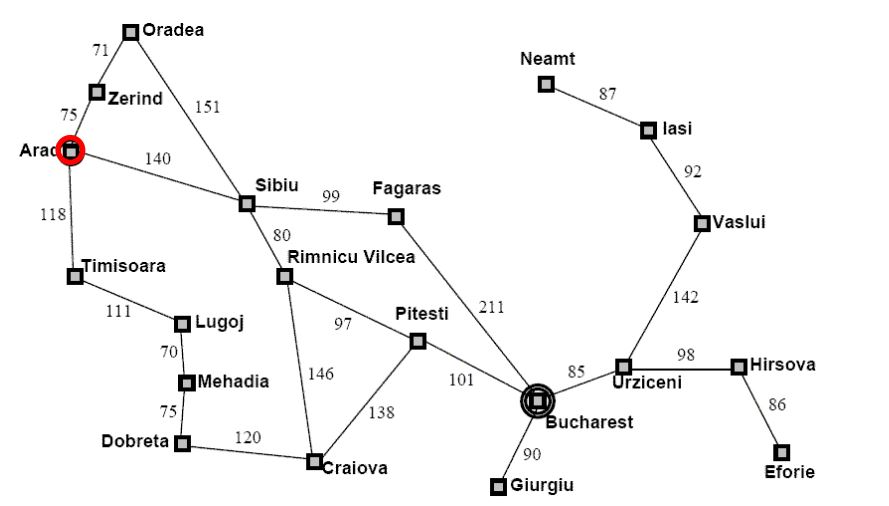 Oradea
71
Neamt
87
Zerind
151
75
Iasi
Arad
140
92
Sibiu
99
Fagaras
118
80
Vaslui
Rimnicu Vilcea
Timisoara
211
142
111
Lugoj
97
Pitesti
70
146
101
85
98
Hirsova
Mehadia
Urziceni
75
138
86
Bucharest
Dobreta
120
90
Craiova
Eforie
Giurgiu